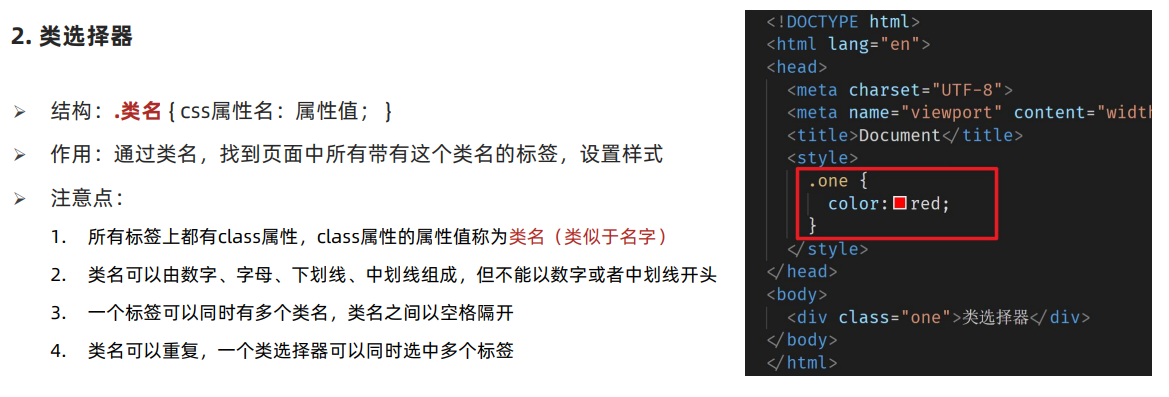 2. 类选择器
➢ 结构：.类名 { css属性名：属性值； }
➢ 作用：通过类名，找到页面中所有带有这个类名的标签，设置样式
➢ 注意点：
1. 所有标签上都有class属性，class属性的属性值称为类名（类似于名字）
2. 类名可以由数字、字母、下划线、中划线组成，但不能以数字或者中划线开头
3. 一个标签可以同时有多个类名，类名之间以空格隔开
4. 类名可以重复，一个类选择器可以同时选中多个标签
<!DOCTYPE html>
<html lang="en">
<head>
<meta charset="UTF-8">
<meta name="viewport" content="width
<title>Document</title>
<style>
.one {
color: red;
}
</style>
</head>
<body>
<div class="one">类选择器</div>
</body>
</html>